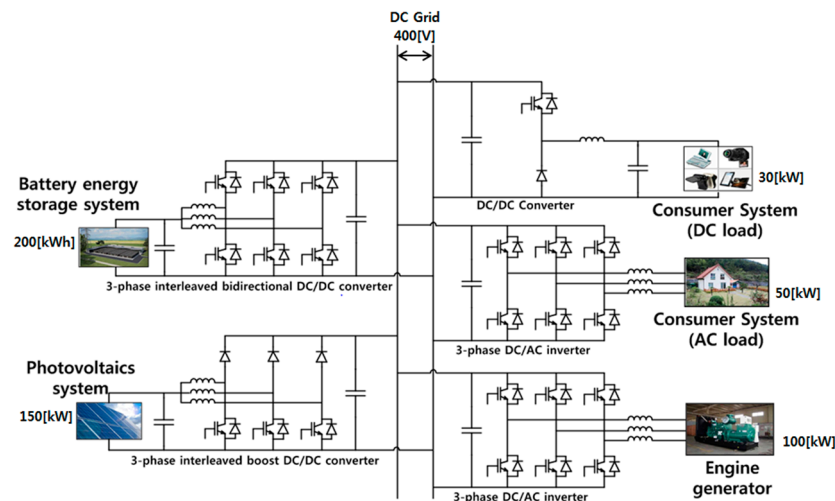 DC Grid
400[V]
Battery energy
storage system
200[kWh]
3-phase interleaved bidirectional DC/DC converter
Photovoltaics
system
150[kW]
3-phase interleaved boost DC/DC converter
30[kW]
DC/DC Converter
Consumer System
(DC load)
50[kW]
3-phase DC/AC inverter
Consumer System
(AC load)
100[kW]
3-phase DC/AC inverter
Engine
generator